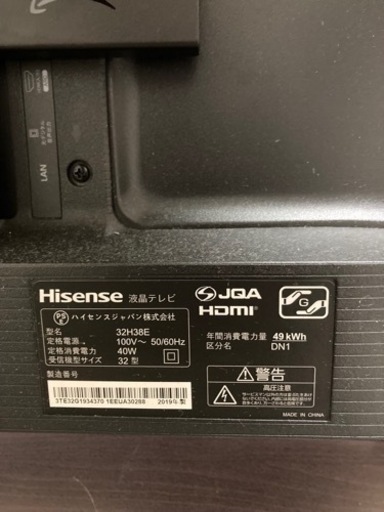 LAN
Hisense 液晶テレビ
PS E ハイセンスジャパン株式会社
型名 32H38E
定格電源 100V～ 50/60Hz
定格消費電力 40W
受信機型サイズ 32 型
製造番号
3TE32G1934370 1EEUA30288 2019年製
JQA
HDMI
G
年間消費電力量 49 kWh
区分名 DN1
警告
高圧注意
MADE IN CHINA